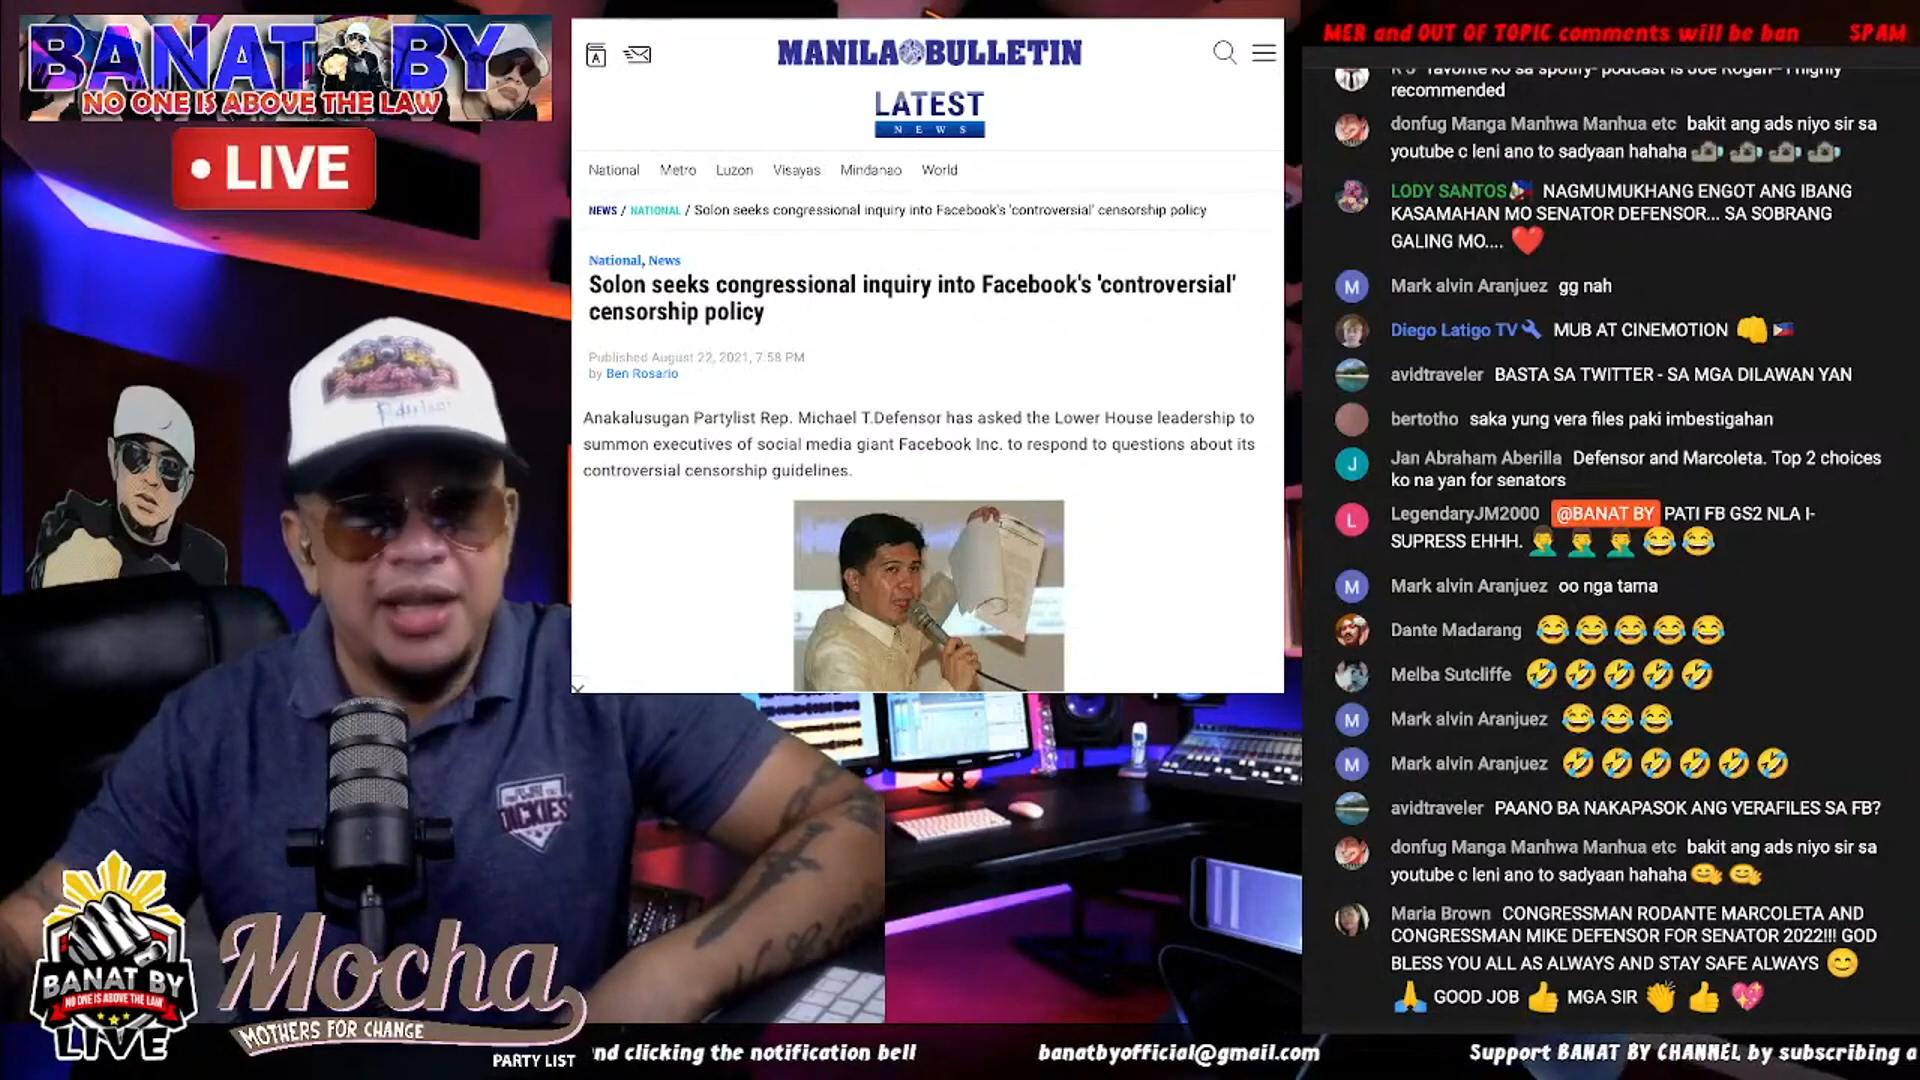 BANAT BY
NO ONE IS ABOVE THE LAW
LIVE
MANILA BULLETIN
LATEST
NEWS
National Metro Luzon Visayas Mindanao World
NEWS / NATIONAL / Solon seeks congressional inquiry into Facebook's 'controversial' censorship policy
National, News
Solon seeks congressional inquiry into Facebook's 'controversial'
censorship policy
Published August 22, 2021, 7:58 PM
by Ben Rosario
Anakalusugan Partylist Rep. Michael T.Defensor has asked the Lower House leadership to
summon executives of social media giant Facebook Inc. to respond to questions about its
controversial censorship guidelines.
DICKIES
BANAT BY
NO ONE IS ABOVE THE LAW
LIVE
Mocha
MOTHERS FOR CHANGE
PARTY LIST
MER and OUT OF TOPIC comments will be ban SPAM
favorite ko sa spotify- podcast is Joe Rogan- I highly
recommended
donfug Manga Manhwa Manhua etc bakit ang ads niyo sir sa
youtube c leni ano to sadyaan hahaha 📸 📸 📸 📸
LODY SANTOS NAGMUMUKHANG ENGOT ANG IBANG
KASAMAHAN MO SENATOR DEFENSOR... SA SOBRANG
GALING MO.... ❤️
M Mark alvin Aranjuez gg nah
Diego Latigo TV MUB AT CINEMOTION 👊 🇵🇭
avidtraveler BASTA SA TWITTER - SA MGA DILAWAN YAN
bertotho saka yung vera files paki imbestigahan
J Jan Abraham Aberilla Defensor and Marcoleta. Top 2 choices
ko na yan for senators
L LegendaryJM2000 @BANAT BY PATI FB GS2 NLA I-
SUPRESS EHHH. 🤦‍♂️ 🤦‍♂️ 🤦‍♂️ 😂 😂
M Mark alvin Aranjuez oo nga tama
Dante Madarang 😂 😂 😂 😂 😂
Melba Sutcliffe 🤣 🤣 🤣 🤣 🤣
M Mark alvin Aranjuez 😂 😂 😂
M Mark alvin Aranjuez 🤣 🤣 🤣 🤣 🤣 🤣
avidtraveler PAANO BA NAKAPASOK ANG VERAFILES SA FB?
donfug Manga Manhwa Manhua etc bakit ang ads niyo sir sa
youtube c leni ano to sadyaan hahaha
Maria Brown CONGRESSMAN RODANTE MARCOLETA AND
CONGRESSMAN MIKE DEFENSOR FOR SENATOR 2022!!! GOD
BLESS YOU ALL AS ALWAYS AND STAY SAFE ALWAYS 😊
🙏 GOOD JOB 👍 MGA SIR 👏 👍 💖
nd clicking the notification bell banatbyofficial@gmail.com Support BANAT BY CHANNEL by subscribing a